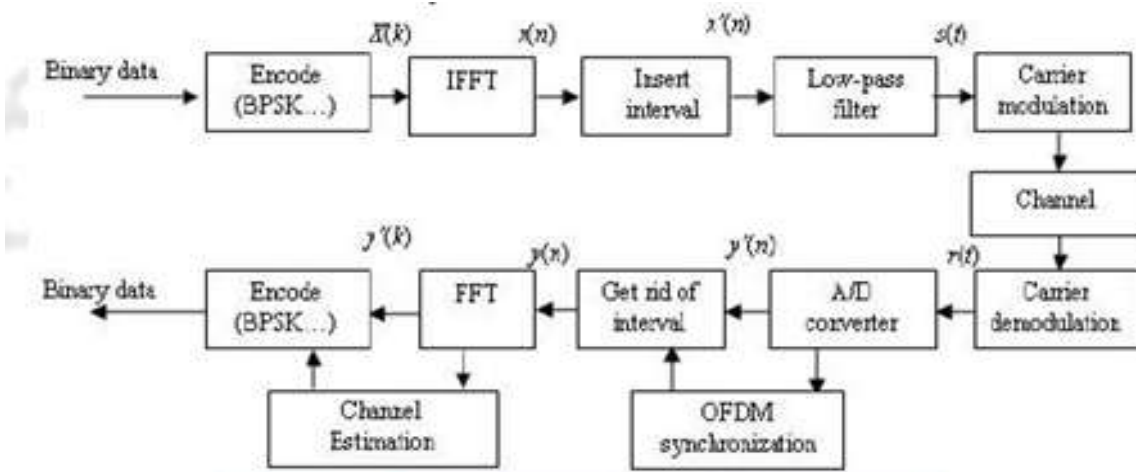 X(k)
x(n)
x'(n)
s(t)
Binary data
Encode
(BPSK...)
IFFT
Insert
interval
Low-pass
filter
Carrier
modulation
Channel
y'(k)
y(n)
y'(n)
r(t)
Binary data
Encode
(BPSK...)
FFT
Get rid of
interval
A/D
converter
Carrier
demodulation
Channel
Estimation
OFDM
synchronization